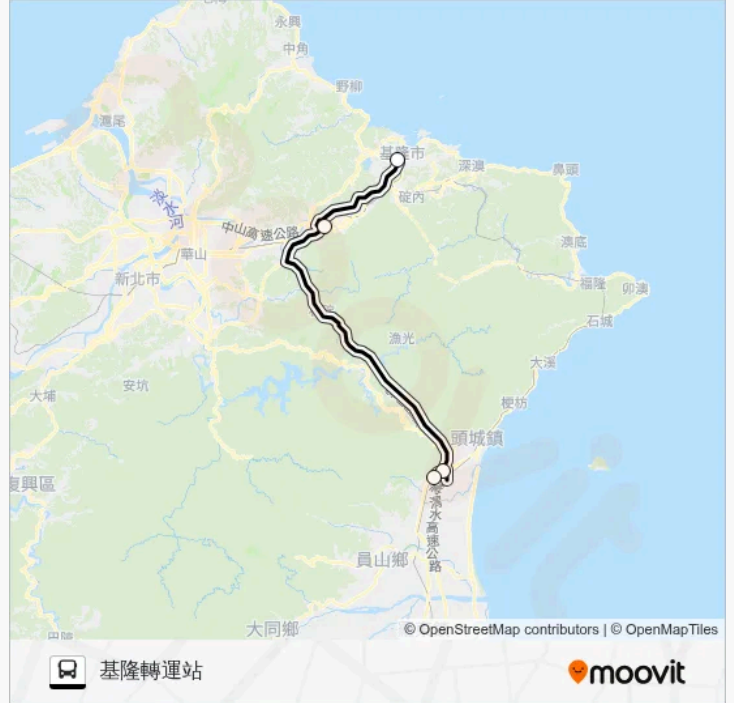 永興
中角
野柳
滬尾
基隆市
深澳
鼻頭
碇內
淡水河
中山高速公路
華山
澳底
新北市
福隆
卯澳
石城
漁光
大溪
安坑
大埔
梗枋
頭城鎮
復興區
水高速公路
員山鄉
大同鄉
© OpenStreetMap contributors | © OpenMapTiles
基隆轉運站
moovit